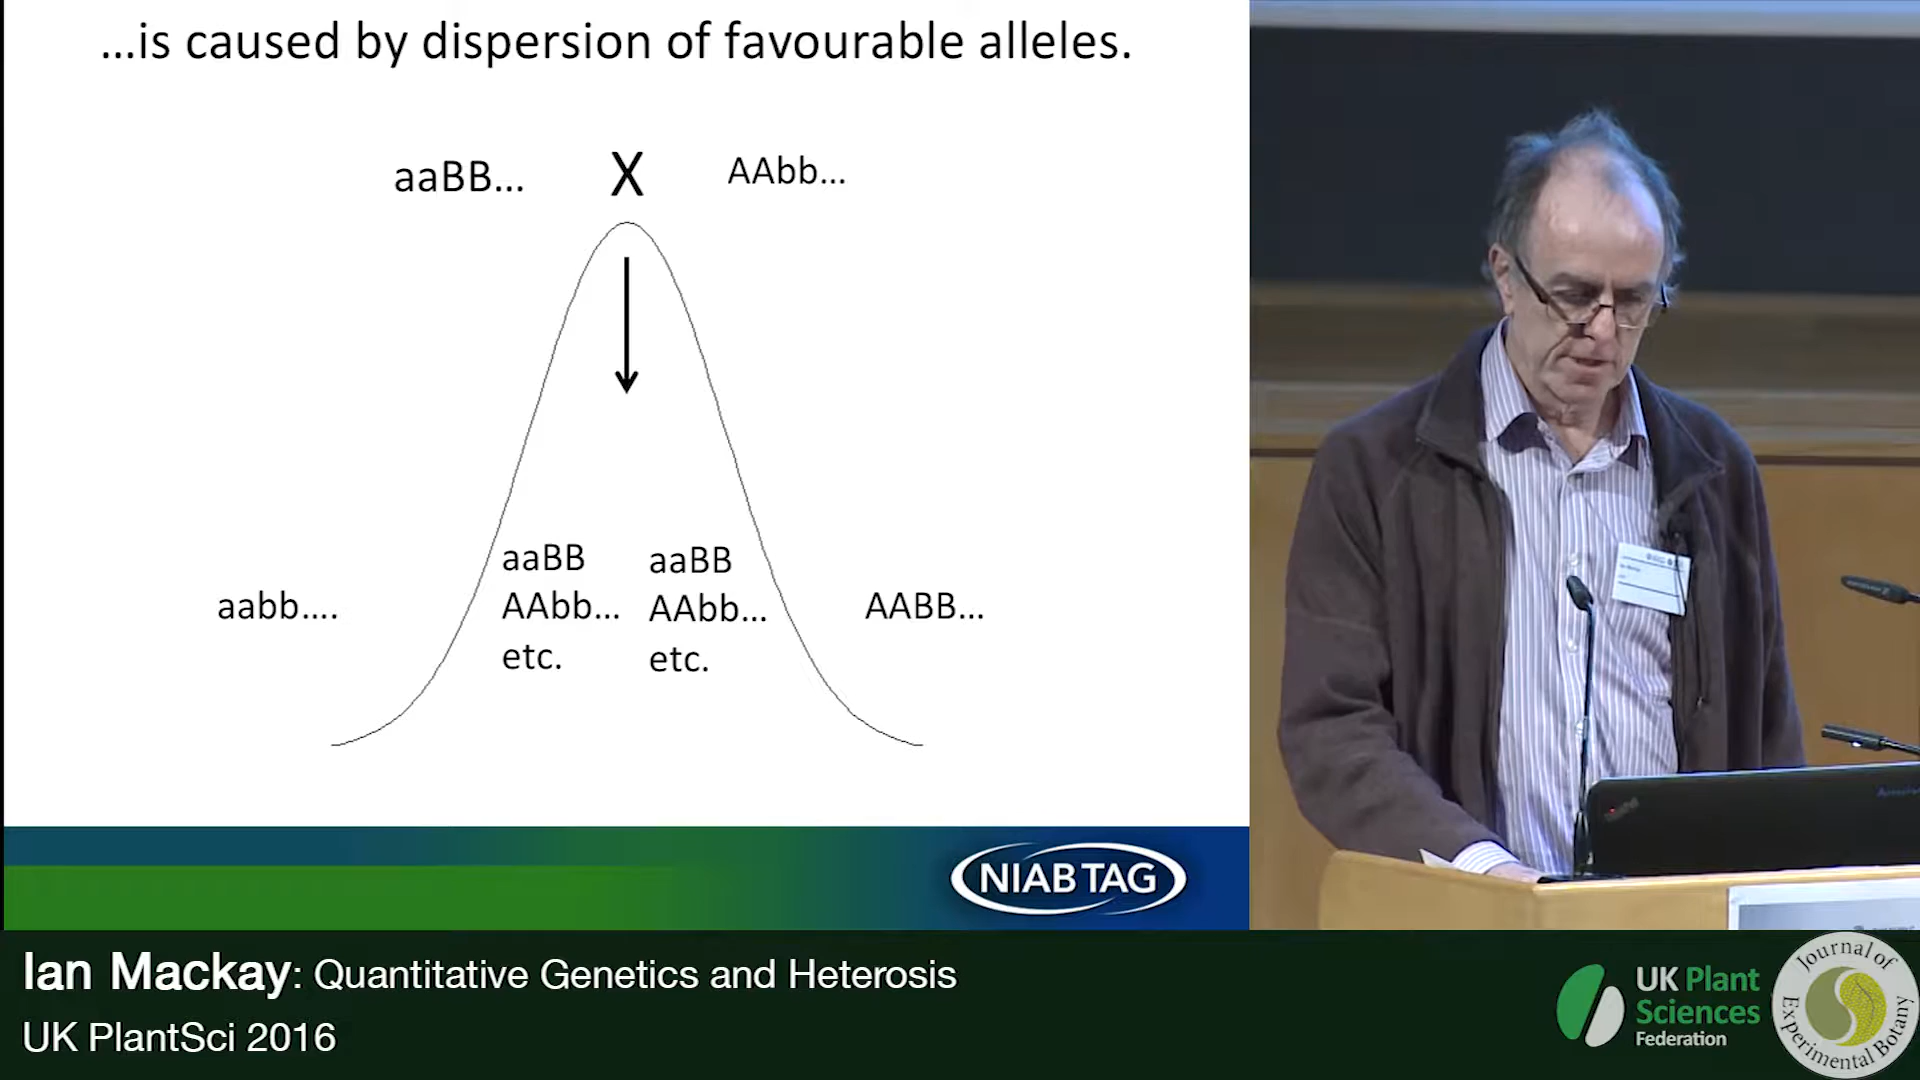 ...is caused by dispersion of favourable alleles.
aaBB... X AAbb...
aaBB
AAbb...
etc.
aaBB
AAbb...
etc.
aabb....
AABB...
NIAB TAG
Ian Mackay: Quantitative Genetics and Heterosis
UK PlantSci 2016
UK Plant
Sciences
Federation
Journal of
Experimental Botany